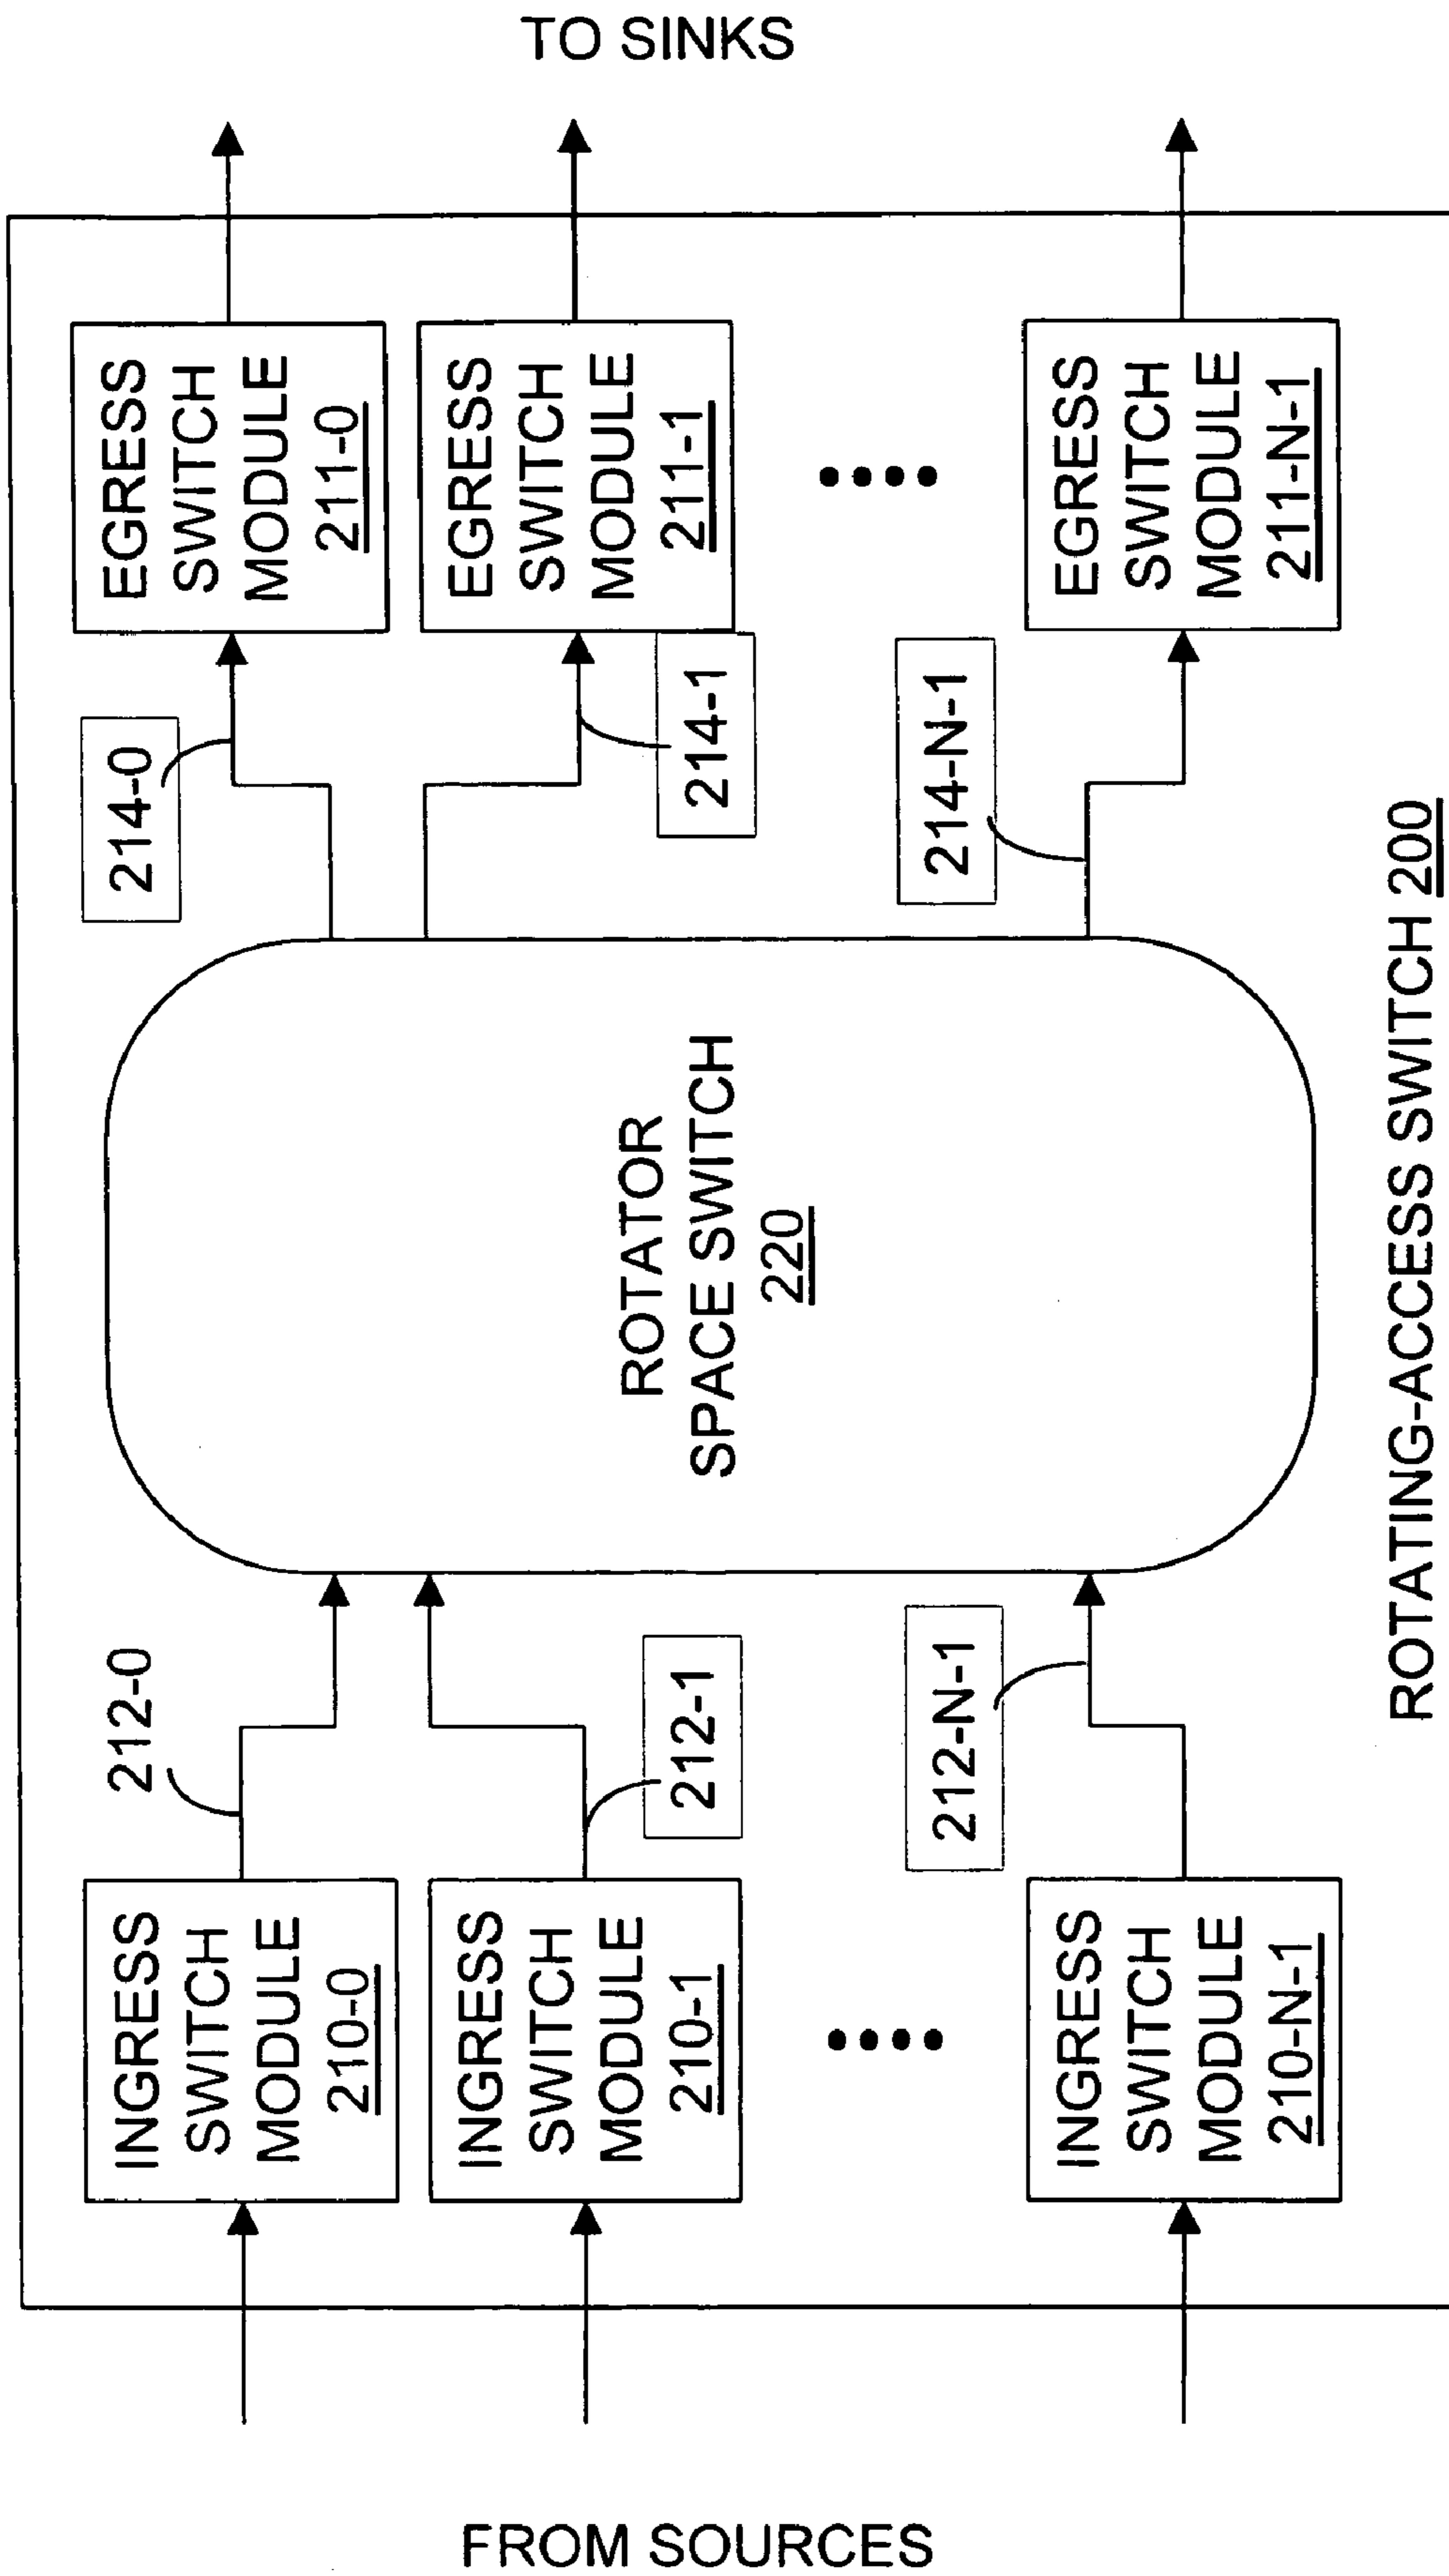 FROM SOURCES
INGRESS
SWITCH
MODULE
210-0
INGRESS
SWITCH
MODULE
210-1
INGRESS
SWITCH
MODULE
210-N-1
212-0
212-1
212-N-1
ROTATOR
SPACE SWITCH
220
214-0
214-1
214-N-1
EGRESS
SWITCH
MODULE
211-0
EGRESS
SWITCH
MODULE
211-1
EGRESS
SWITCH
MODULE
211-N-1
TO SINKS
ROTATING-ACCESS SWITCH 200